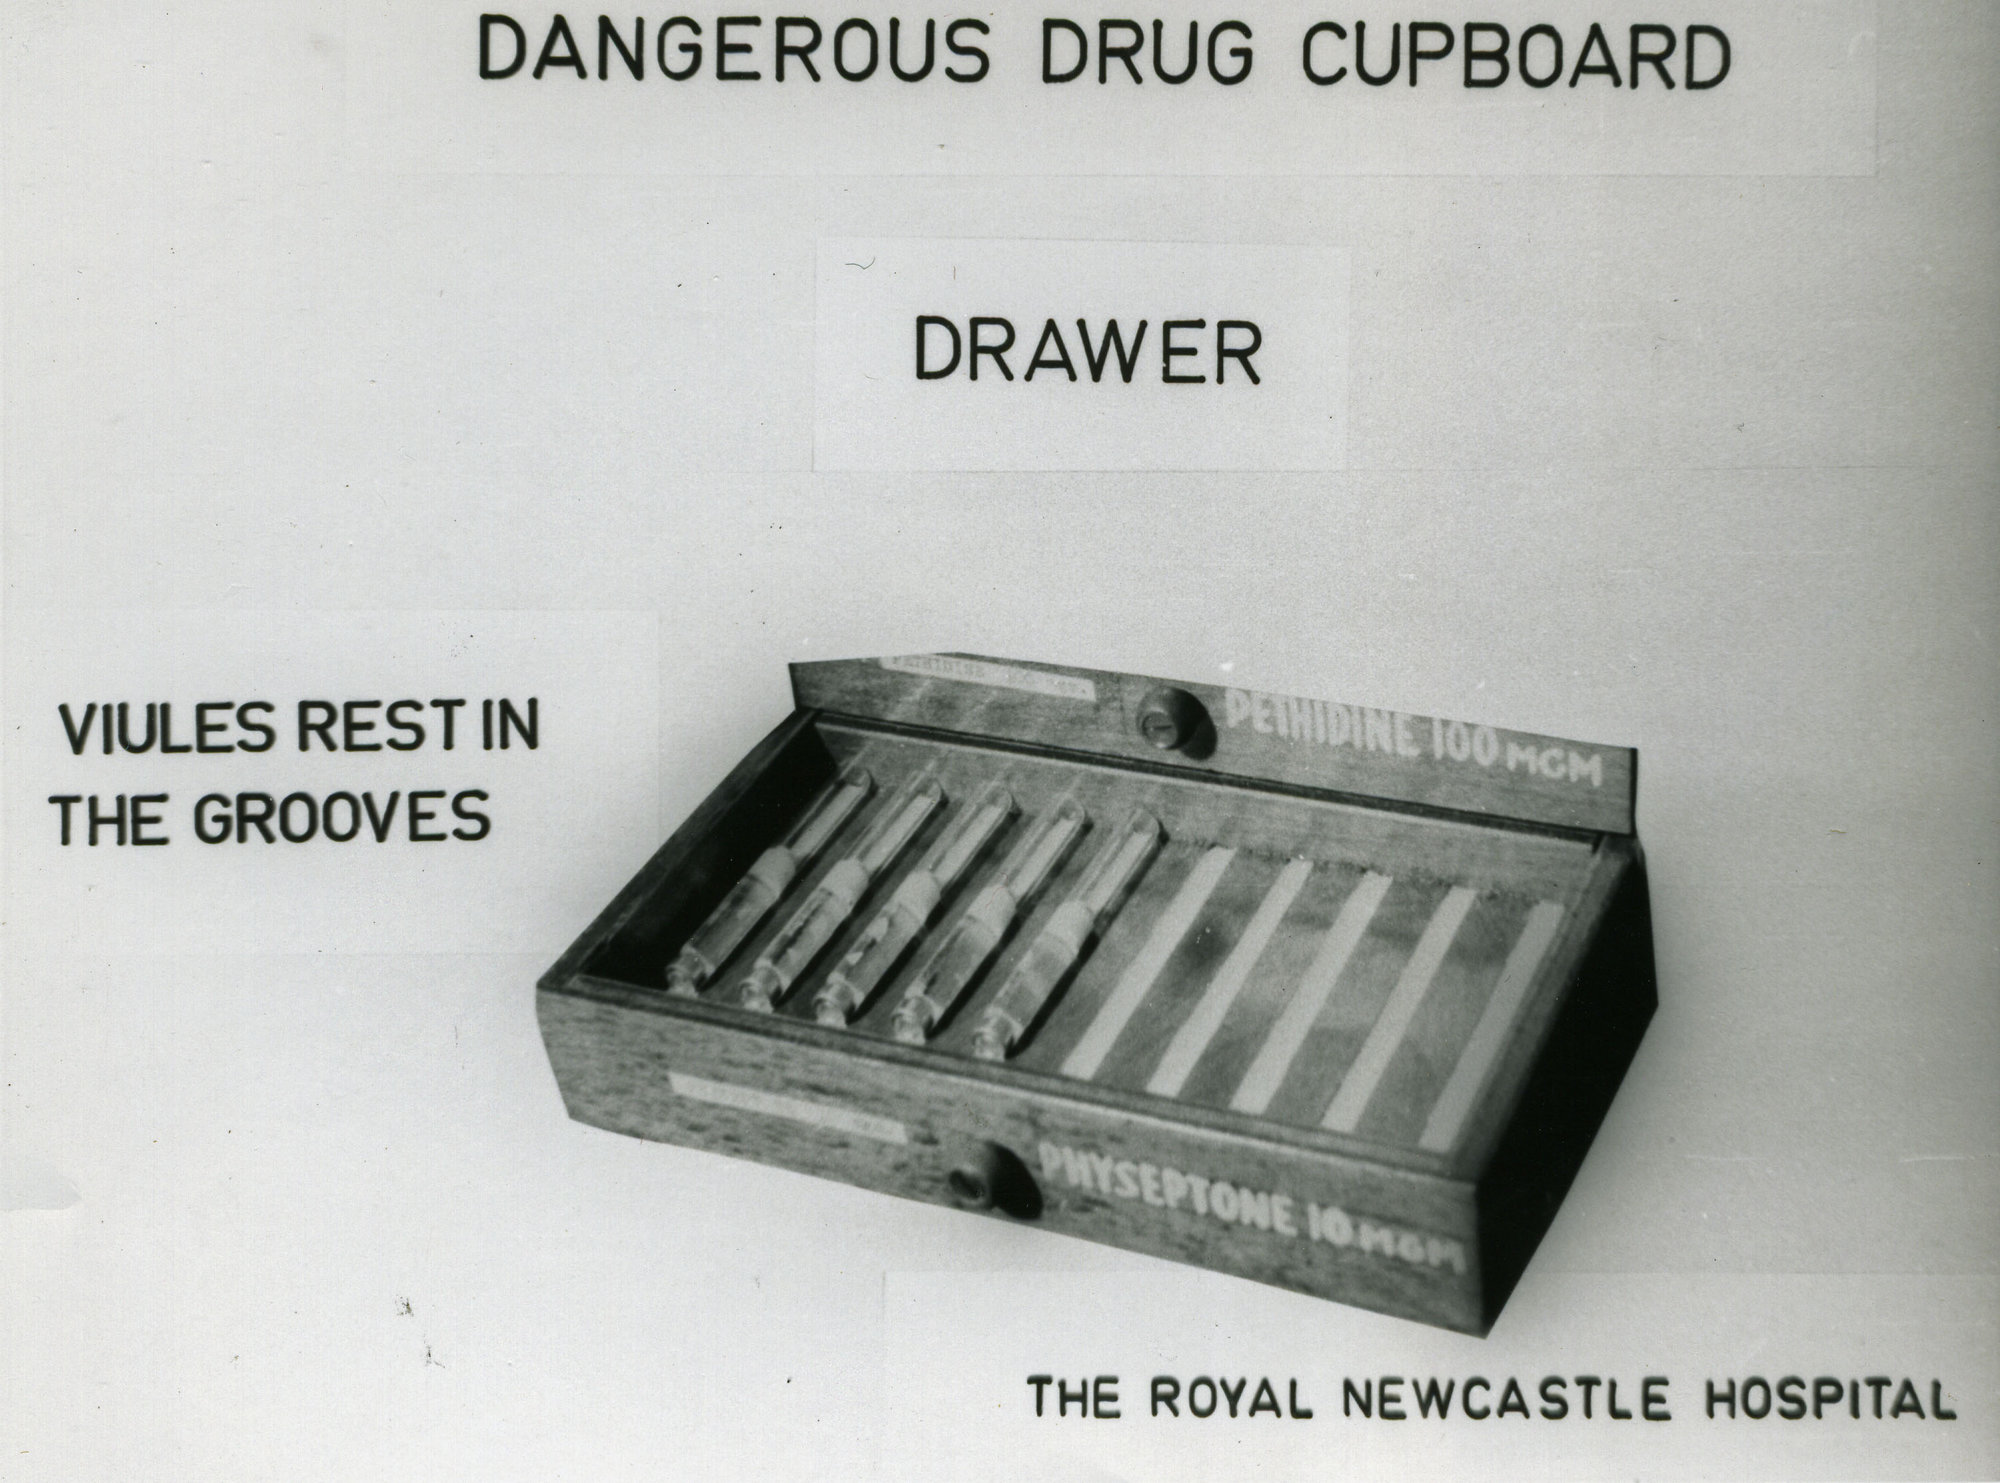 DANGEROUS DRUG CUPBOARD
DRAWER
VIULES REST IN
THE GROOVES
PETHIDINE 100 MGM
PHYSEPTONE 10 MGM
THE ROYAL NEWCASTLE HOSPITAL